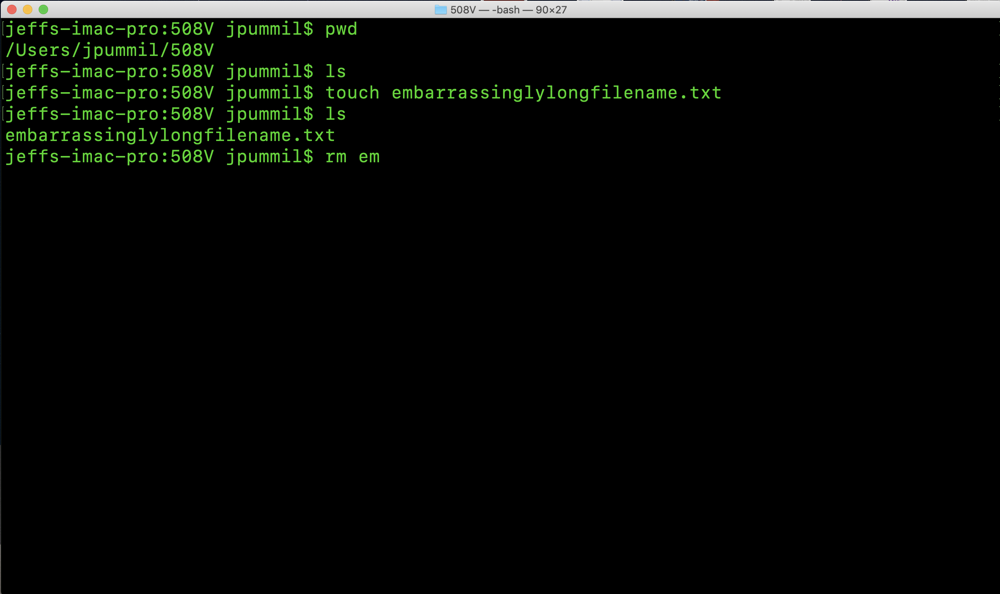 508V — -bash — 90×27
jeffs-imac-pro:508V jpummil$ pwd
/Users/jpummil/508V
jeffs-imac-pro:508V jpummil$ ls
jeffs-imac-pro:508V jpummil$ touch embarrassinglylongfilename.txt
jeffs-imac-pro:508V jpummil$ ls
embarrassinglylongfilename.txt
jeffs-imac-pro:508V jpummil$ rm em